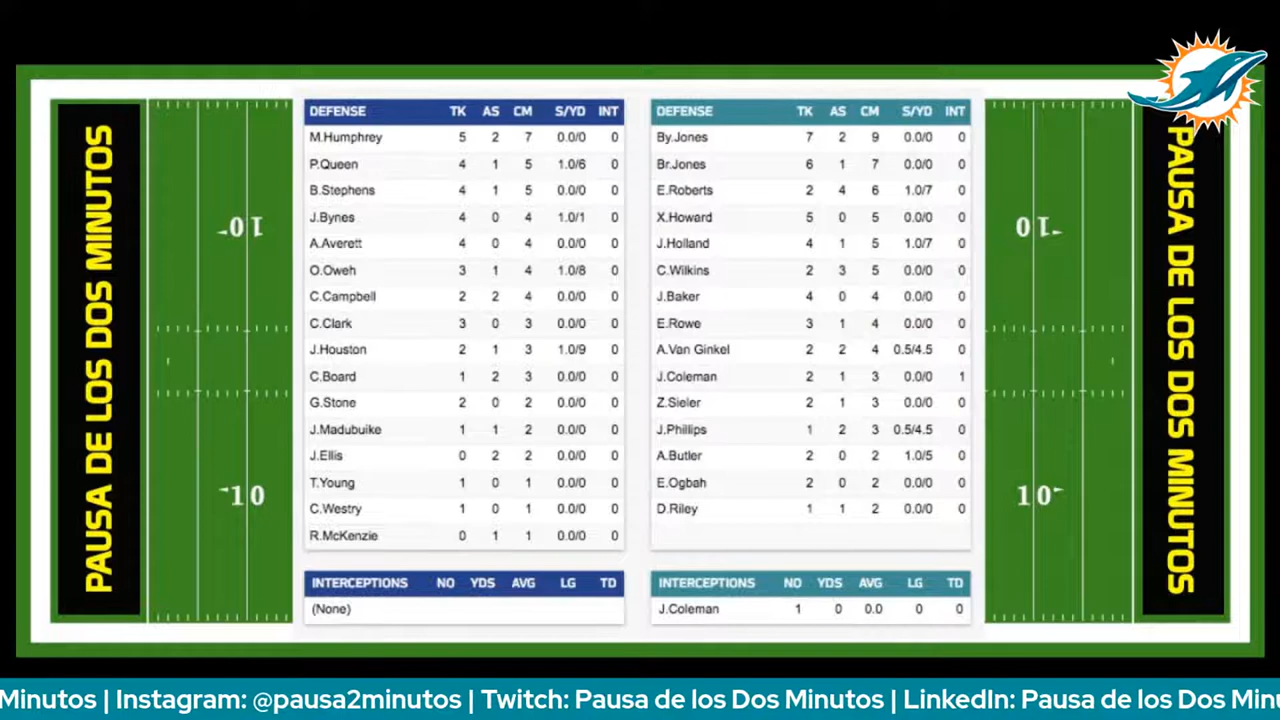 PAUSA DE LOS DOS MINUTOS
DEFENSE TK AS CM S/YD INT
M.Humphrey 5 2 7 0.0/0 0
P.Queen 4 1 5 1.0/6 0
B.Stephens 4 1 5 0.0/0 0
J.Bynes 4 0 4 1.0/1 0
A.Averett 4 0 4 0.0/0 0
O.Oweh 3 1 4 1.0/8 0
C.Campbell 2 2 4 0.0/0 0
C.Clark 3 0 3 0.0/0 0
J.Houston 2 1 3 1.0/9 0
C.Board 1 2 3 0.0/0 0
G.Stone 2 0 2 0.0/0 0
J.Madubuike 1 1 2 0.0/0 0
J.Ellis 0 2 2 0.0/0 0
T.Young 1 0 1 0.0/0 0
C.Westry 1 0 1 0.0/0 0
R.McKenzie 0 1 1 0.0/0 0
INTERCEPTIONS NO YDS AVG LG TD
(None)
DEFENSE TK AS CM S/YD INT
By.Jones 7 2 9 0.0/0 0
Br.Jones 6 1 7 0.0/0 0
E.Roberts 2 4 6 1.0/7 0
X.Howard 5 0 5 0.0/0 0
J.Holland 4 1 5 1.0/7 0
C.Wilkins 2 3 5 0.0/0 0
J.Baker 4 0 4 0.0/0 0
E.Rowe 3 1 4 0.0/0 0
A.Van Ginkel 2 2 4 0.5/4.5 0
J.Coleman 2 1 3 0.0/0 1
Z.Sieler 2 1 3 0.0/0 0
J.Phillips 1 2 3 0.5/4.5 0
A.Butler 2 0 2 1.0/5 0
E.Ogbah 2 0 2 0.0/0 0
D.Riley 1 1 2 0.0/0 0
INTERCEPTIONS NO YDS AVG LG TD
J.Coleman 1 0 0.0 0 0
PAUSA DE LOS DOS MINUTOS
10
10
10
10
Minutos | Instagram: @pausa2minutos | Twitch: Pausa de los Dos Minutos | LinkedIn: Pausa de los Dos Minu